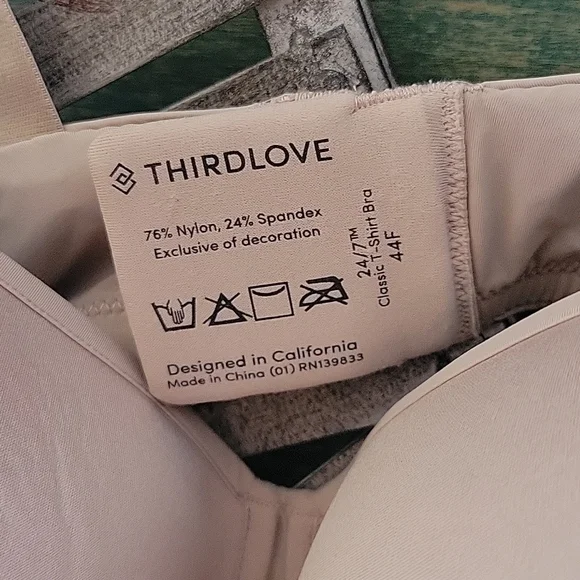 THIRDLOVE
76% Nylon, 24% Spandex
Exclusive of decoration
24/7™
Classic T-Shirt Bra
44F
Designed in California
Made in China (01) RN139833